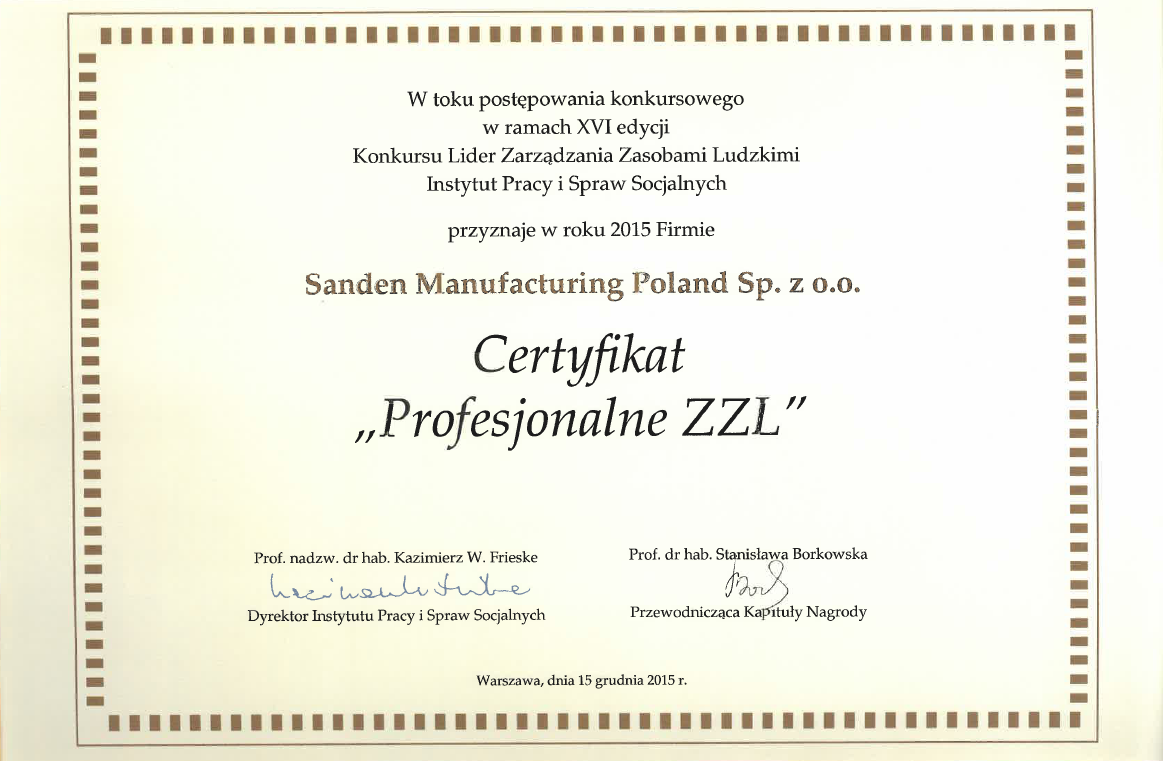 W toku postępowania konkursowego
w ramach XVI edycji
Konkursu Lider Zarządzania Zasobami Ludzkimi
Instytut Pracy i Spraw Socjalnych
przyznaje w roku 2015 Firmie
Sanden Manufacturing Poland Sp. z o.o.
Certyfikat
„Profesjonalne ZZL”
Prof. nadzw. dr hab. Kazimierz W. Frieske
Dyrektor Instytutu Pracy i Spraw Socjalnych
Prof. dr hab. Stanisława Borkowska
Przewodnicząca Kapituły Nagrody
Warszawa, dnia 15 grudnia 2015 r.